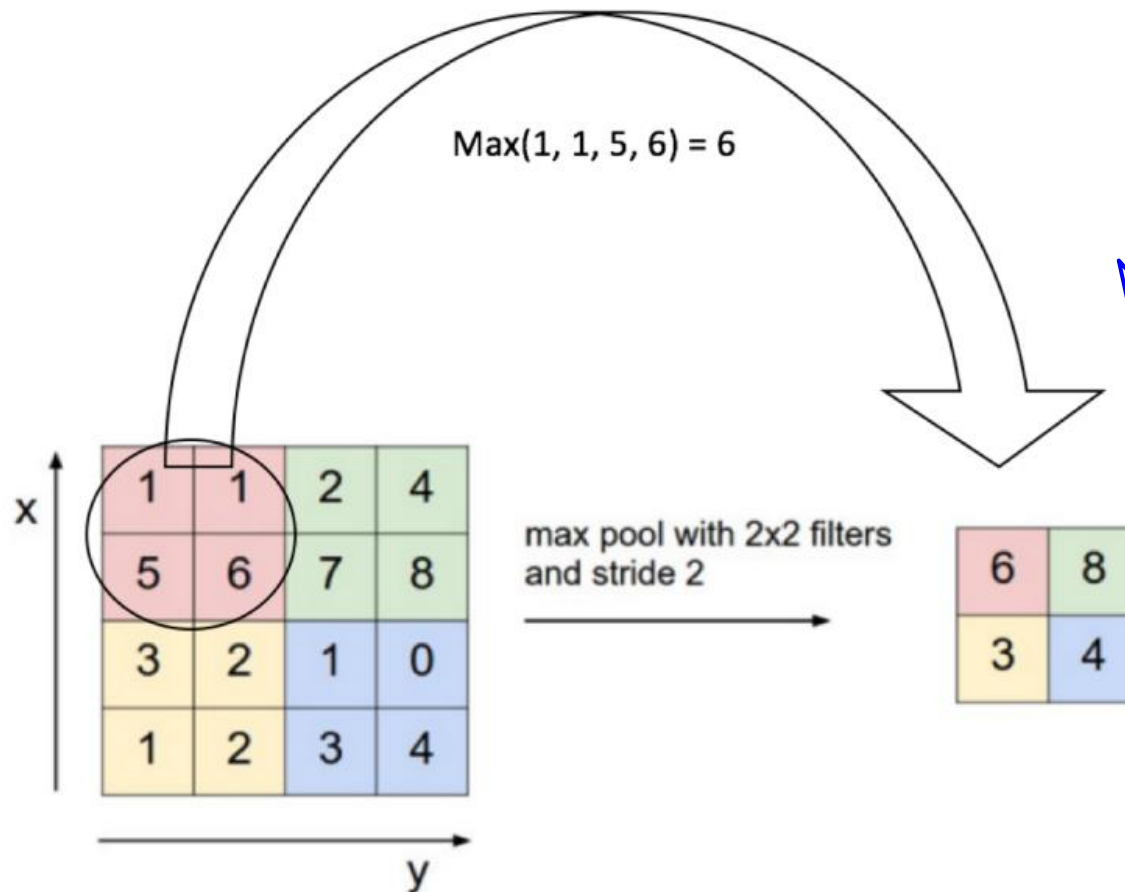 Max(1, 1, 5, 6) = 6
x
1 1 2 4
5 6 7 8
3 2 1 0
1 2 3 4
y
max pool with 2x2 filters
and stride 2
6 8
3 4